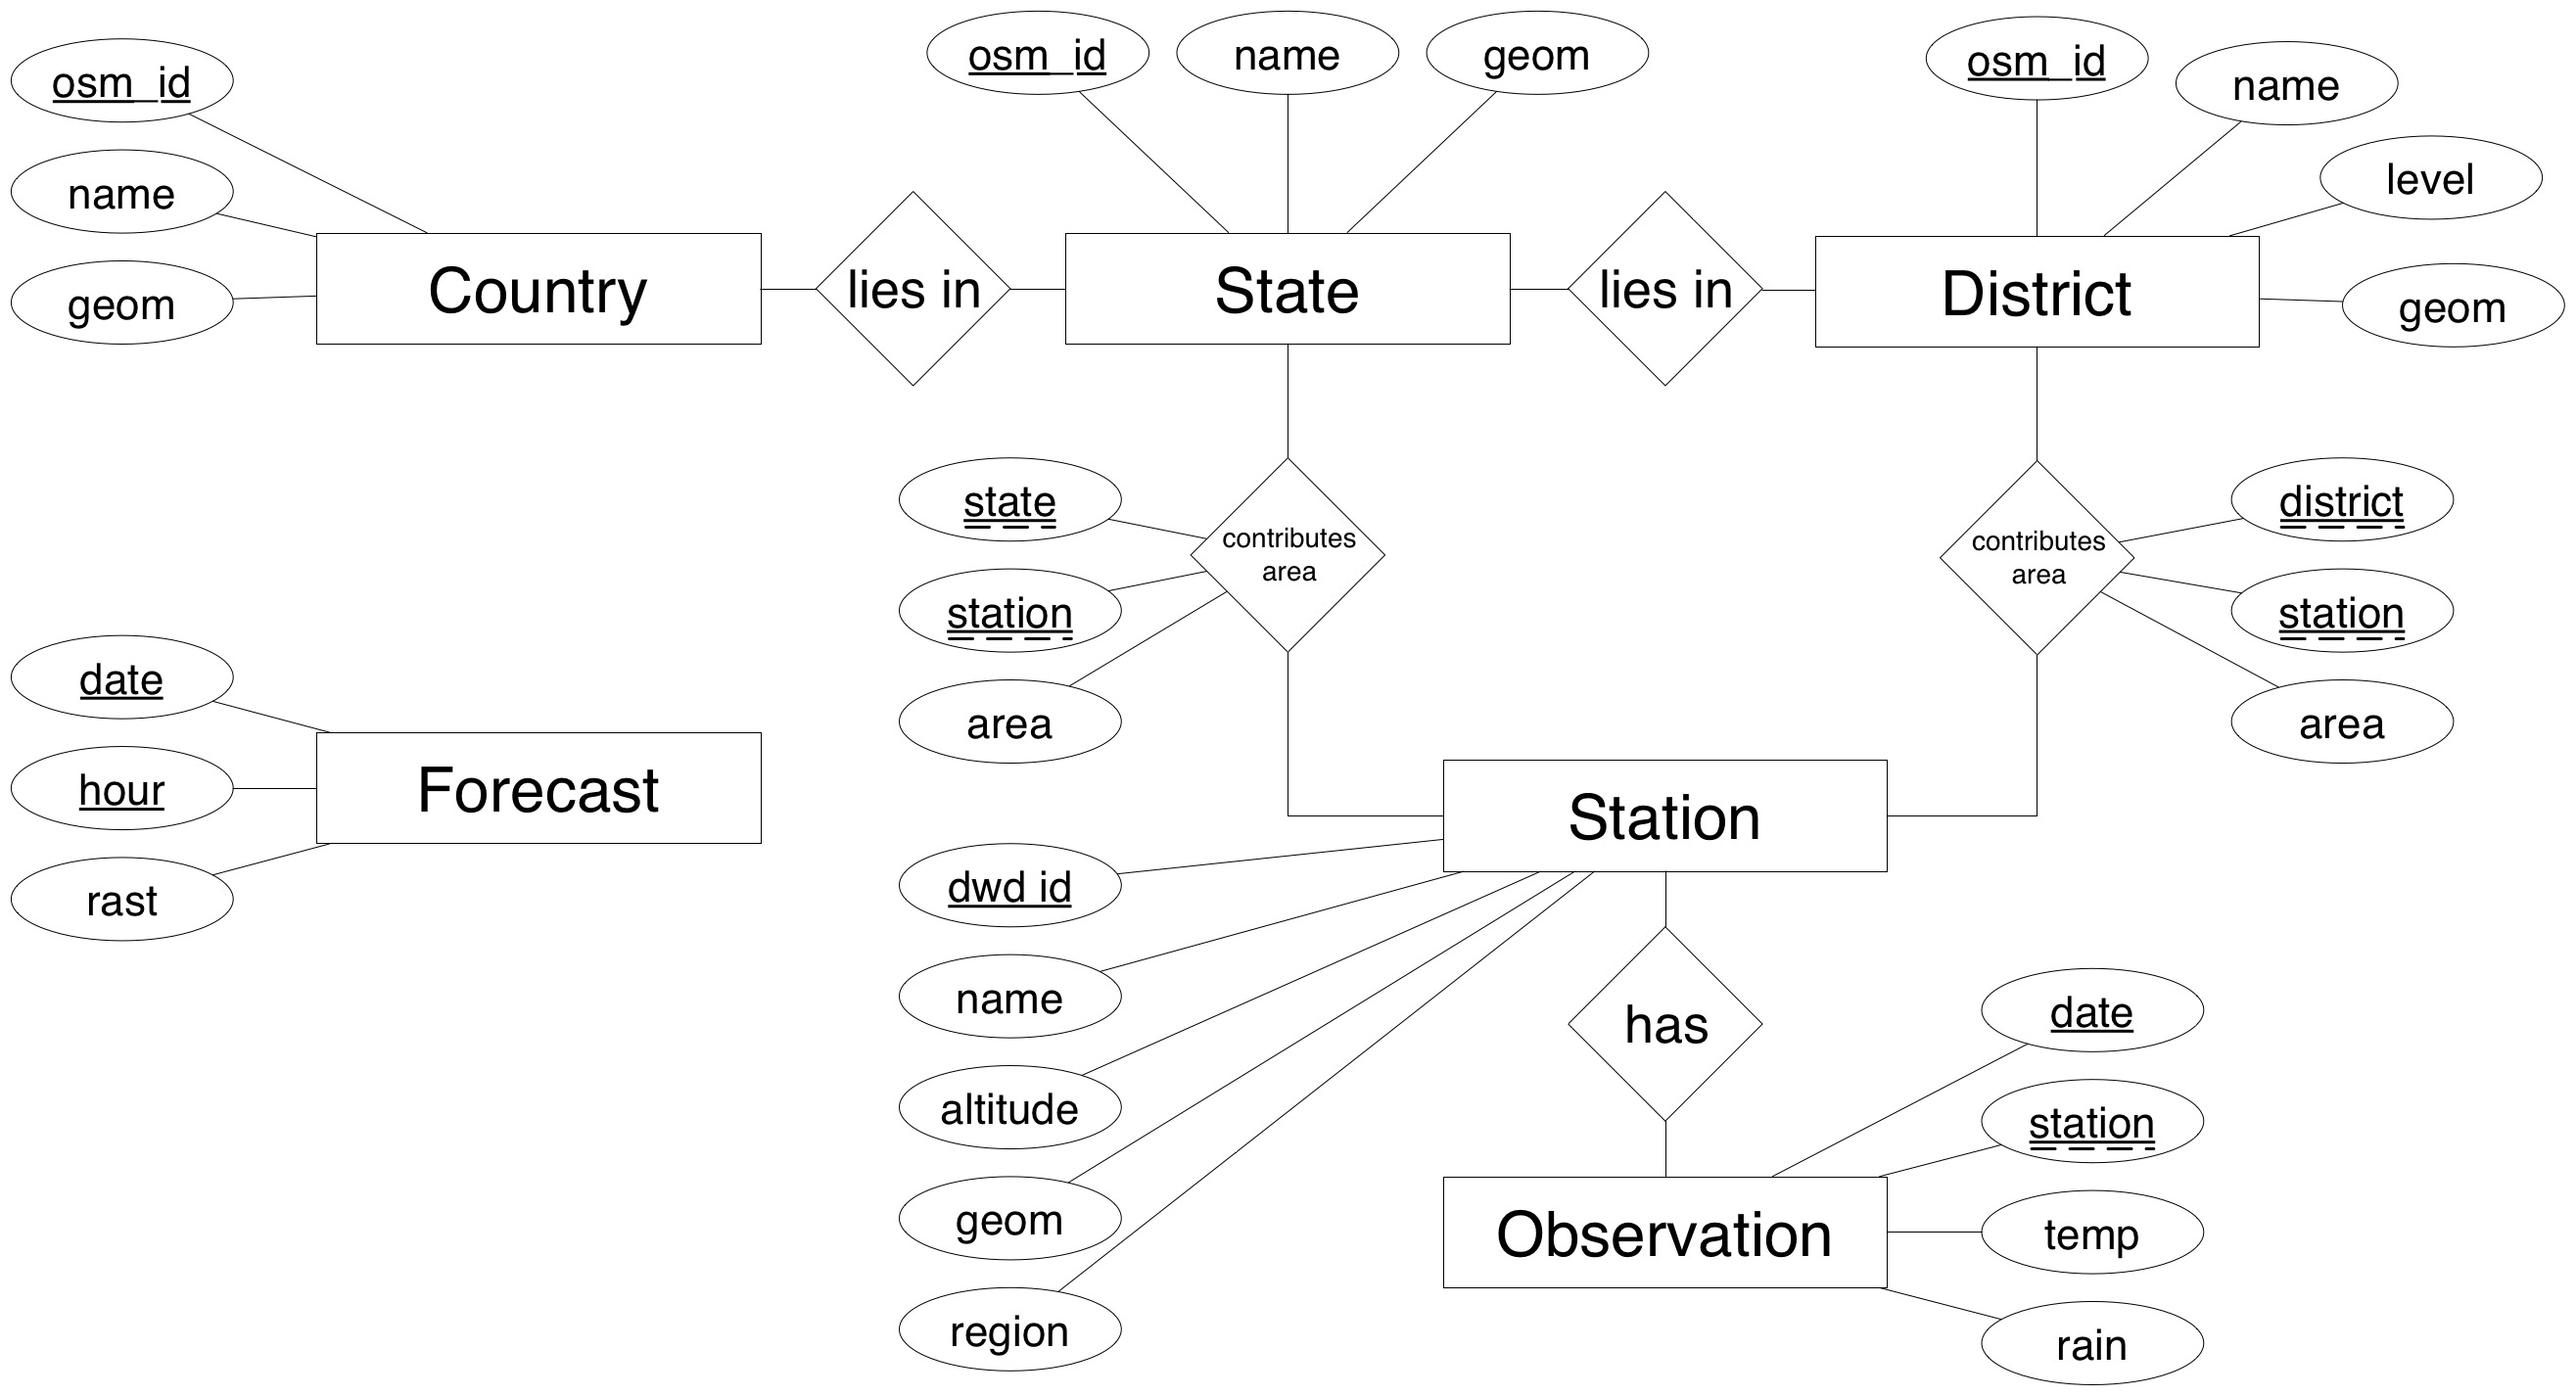 osm_id
name
geom
Country
lies in
osm_id
name
geom
State
lies in
osm_id
name
level
geom
District
state
station
area
contributes
area
district
station
area
contributes
area
date
hour
rast
Forecast
Station
dwd id
name
altitude
geom
region
has
date
station
temp
rain
Observation